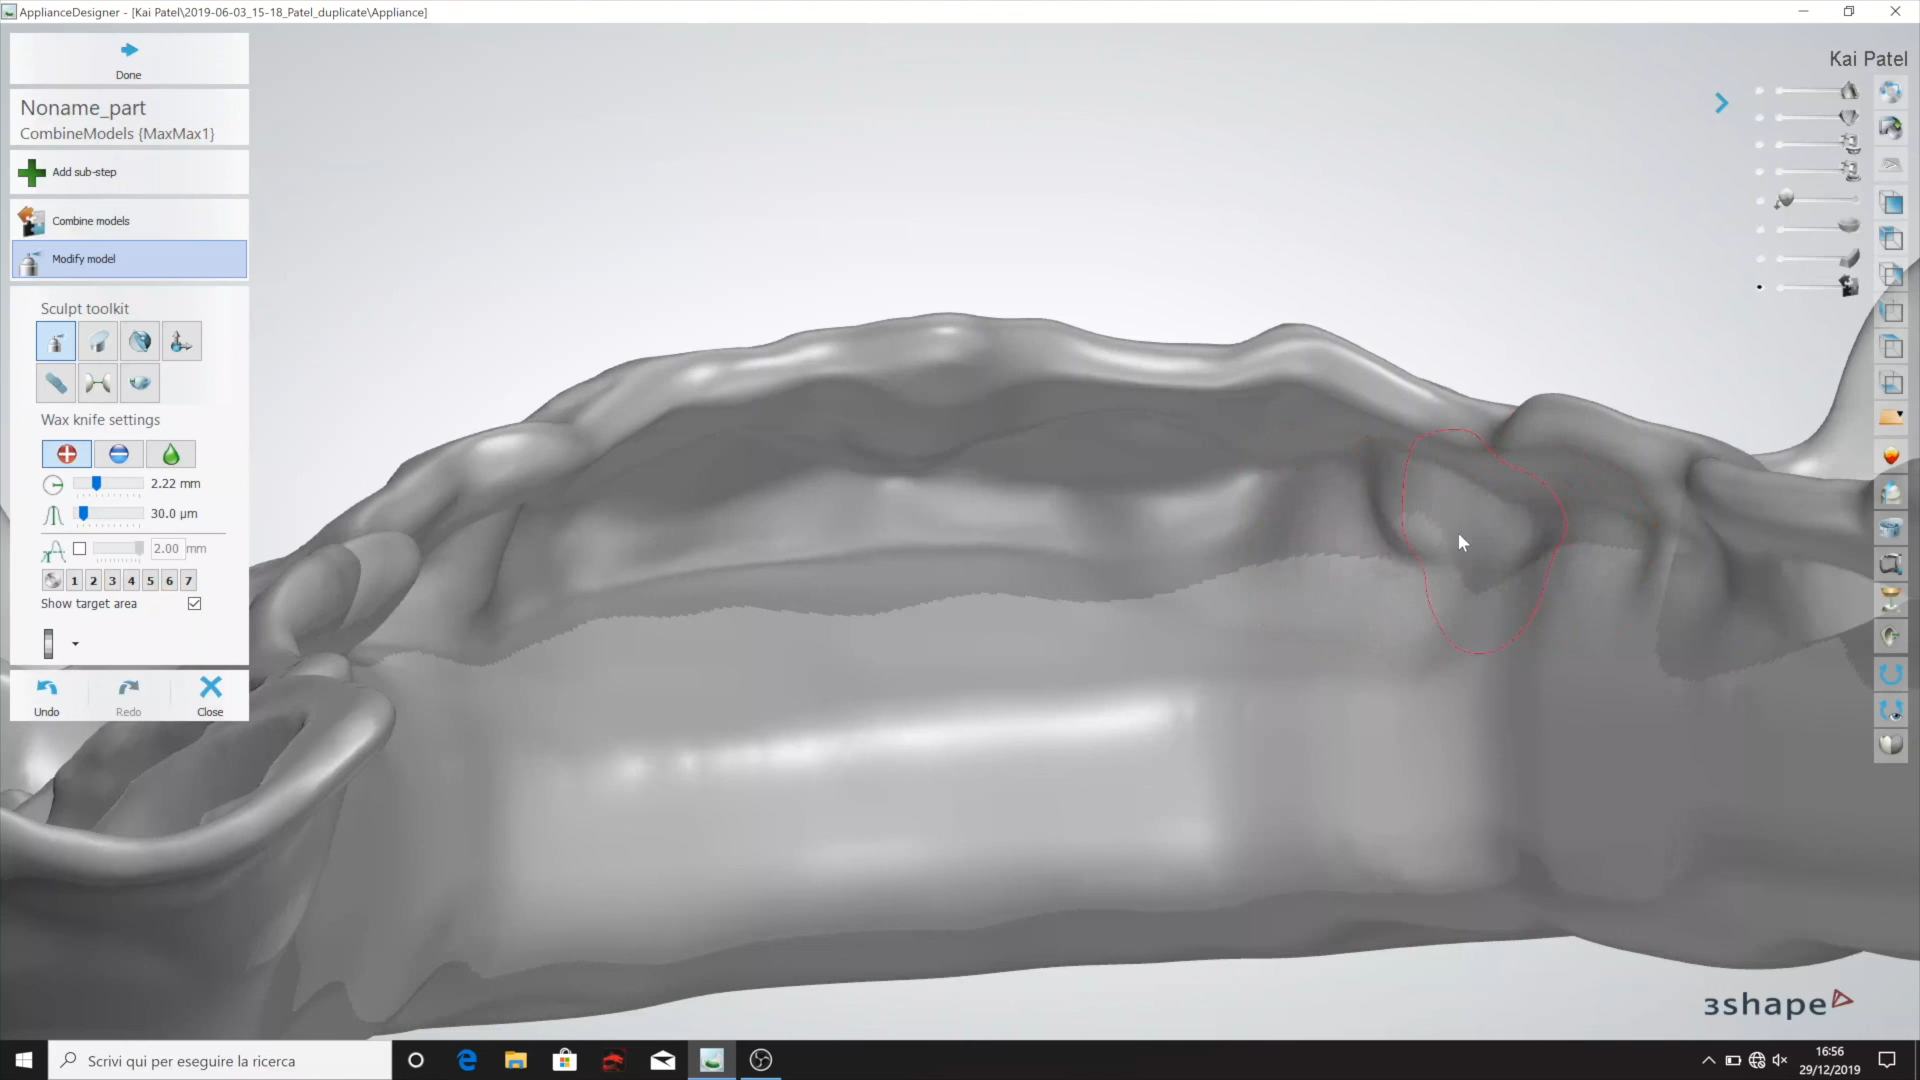 ApplianceDesigner - [Kai Patel\2019-06-03_15-18_Patel_duplicate\Appliance]
Done
Kai Patel
Noname_part
CombineModels {MaxMax1}
Add sub-step
Combine models
Modify model
Sculpt toolkit
Wax knife settings
2.22 mm
30.0 µm
2.00 mm
1 2 3 4 5 6 7
Show target area
Undo
Redo
Close
3shape
Scrivi qui per eseguire la ricerca
16:56
29/12/2019